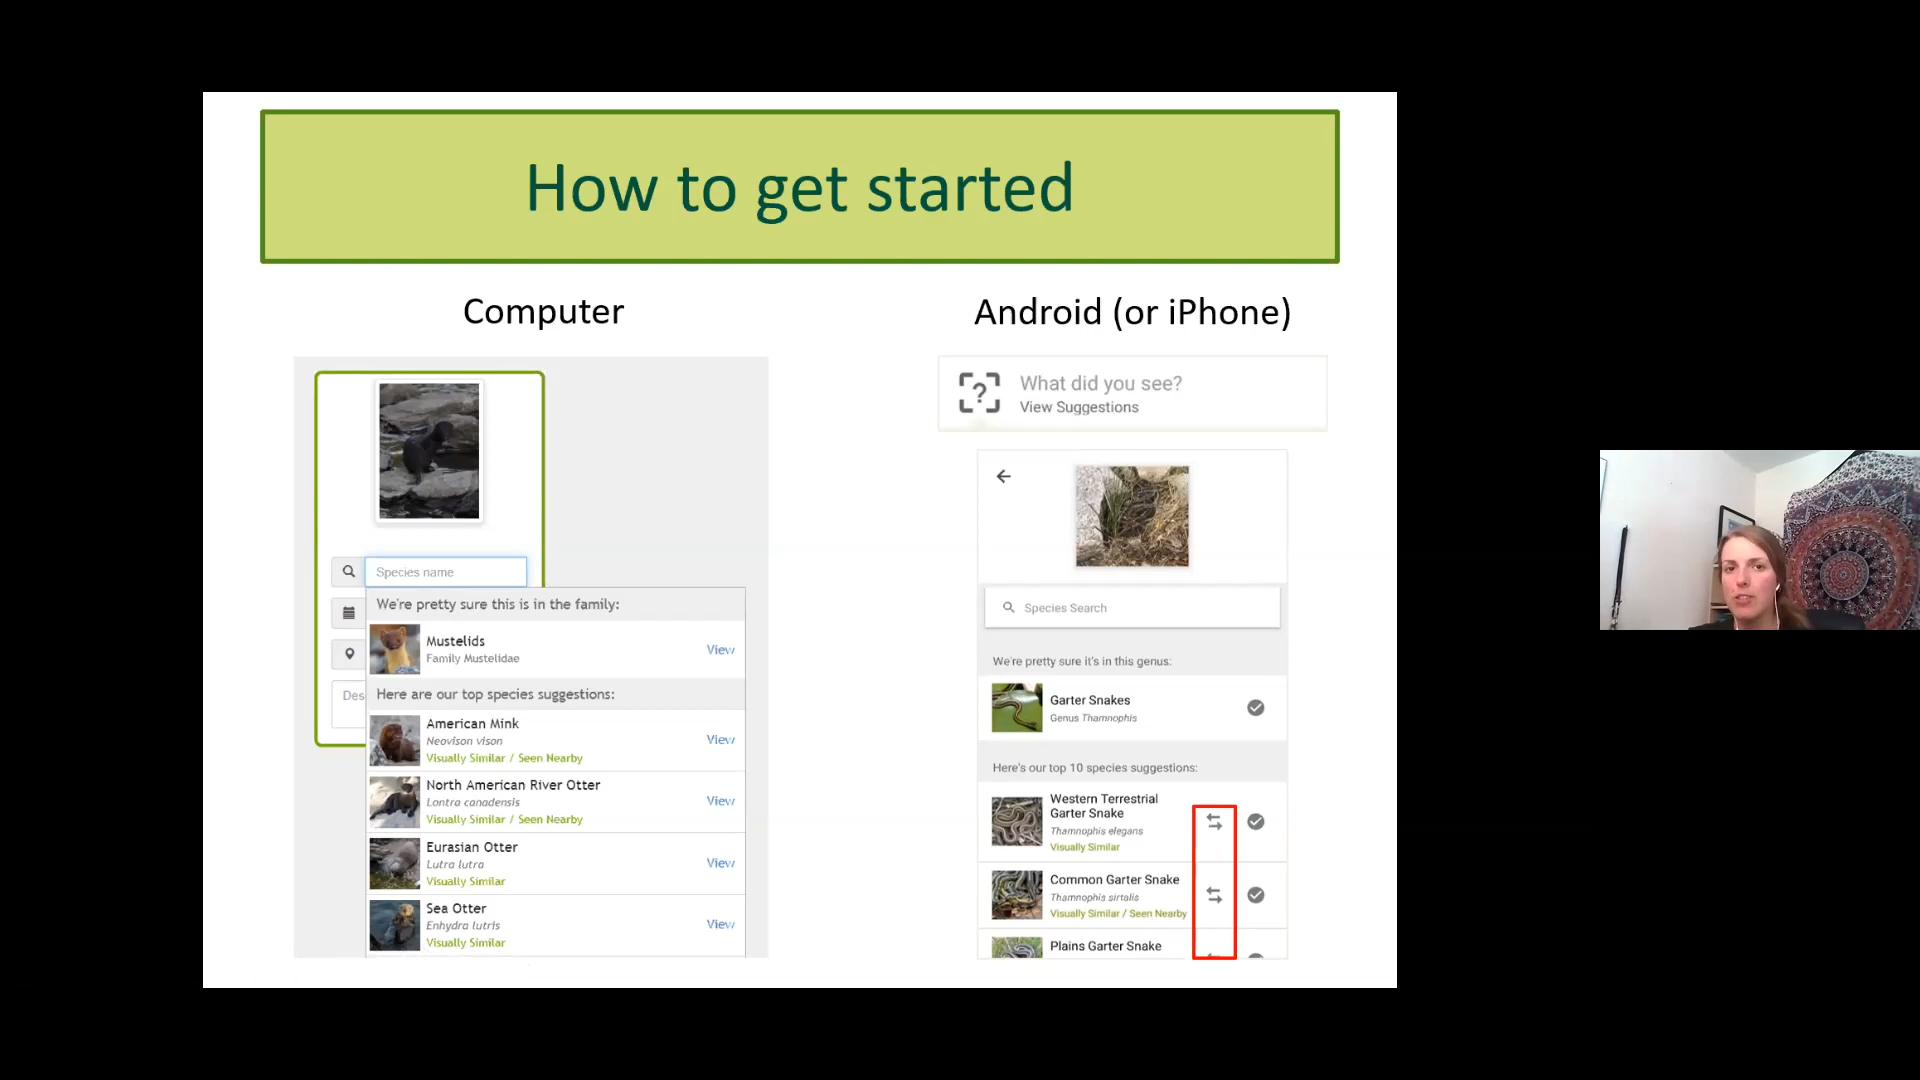 How to get started
Computer
Species name
We're pretty sure this is in the family:
Mustelids
Family Mustelidae
View
Here are our top species suggestions:
American Mink
Neovison vison
Visually Similar / Seen Nearby
View
North American River Otter
Lontra canadensis
Visually Similar / Seen Nearby
View
Eurasian Otter
Lutra lutra
Visually Similar
View
Sea Otter
Enhydra lutris
Visually Similar
View
Des
Android (or iPhone)
What did you see?
View Suggestions
Species Search
We're pretty sure it's in this genus:
Garter Snakes
Genus Thamnophis
Here's our top 10 species suggestions:
Western Terrestrial
Garter Snake
Thamnophis elegans
Visually Similar
Common Garter Snake
Thamnophis sirtalis
Visually Similar / Seen Nearby
Plains Garter Snake